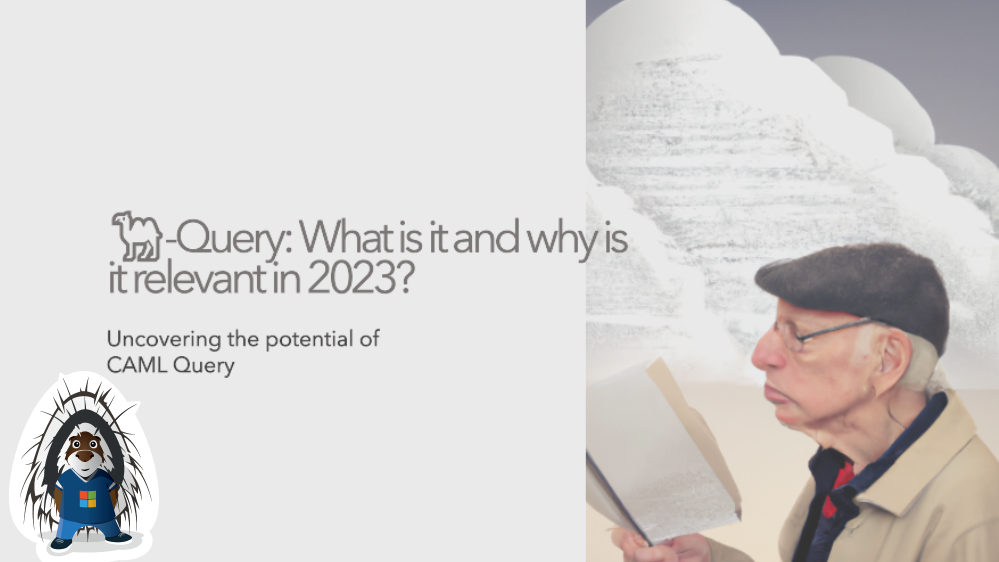 🐫-Query: What is it and why is
it relevant in 2023?
Uncovering the potential of
CAML Query